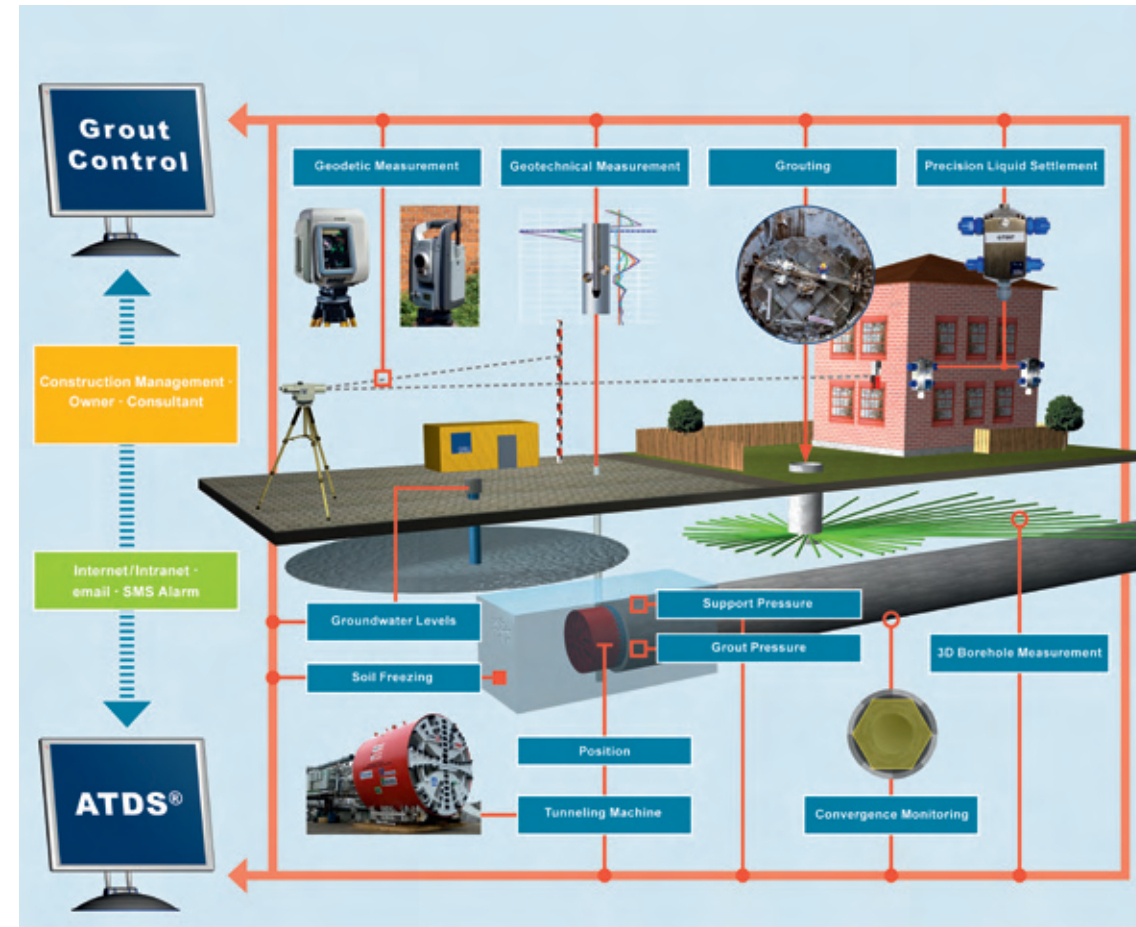 Grout
Control
Geodetic Measurement
Geotechnical Measurement
Grouting
Precision Liquid Settlement
Construction Management ·
Owner · Consultant
Internet/Intranet ·
email · SMS Alarm
Groundwater Levels
Support Pressure
Grout Pressure
3D Borehole Measurement
Soil Freezing
Position
Tunneling Machine
Convergence Monitoring
ATDS®